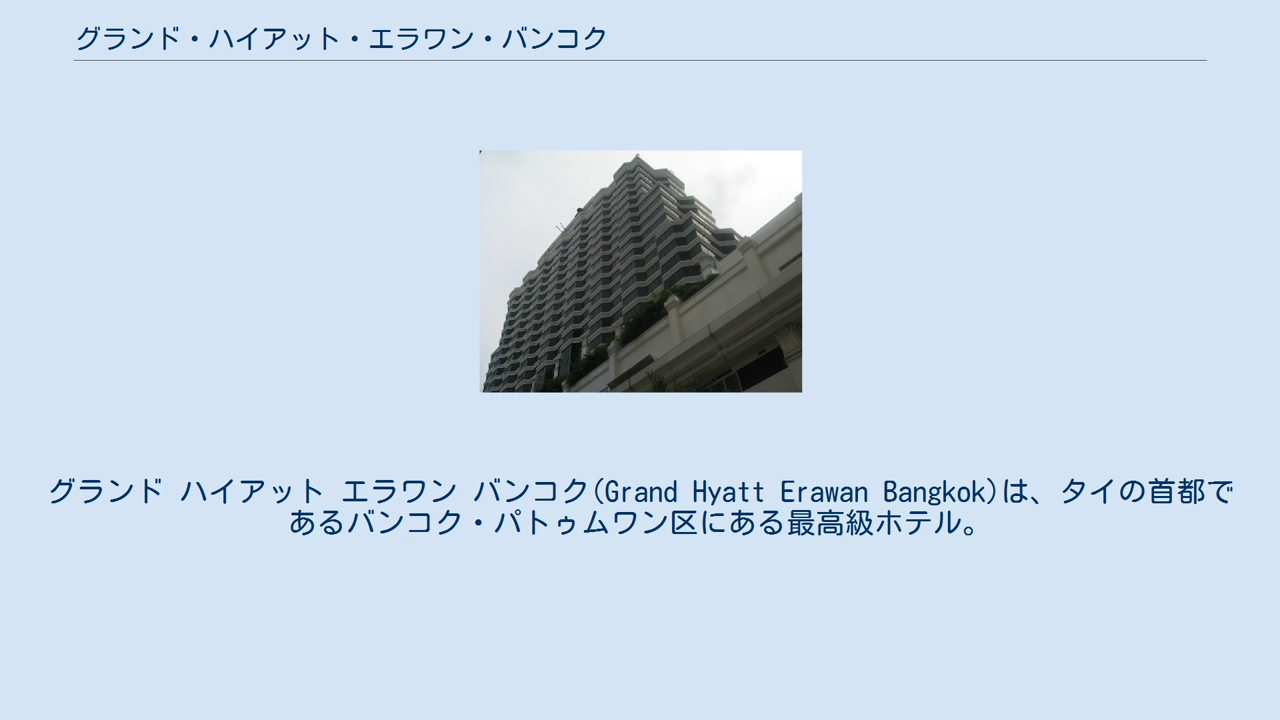 グランド・ハイアット・エラワン・バンコク
グランド ハイアット エラワン バンコク(Grand Hyatt Erawan Bangkok)は、タイの首都で
あるバンコク・パトゥムワン区にある最高級ホテル。